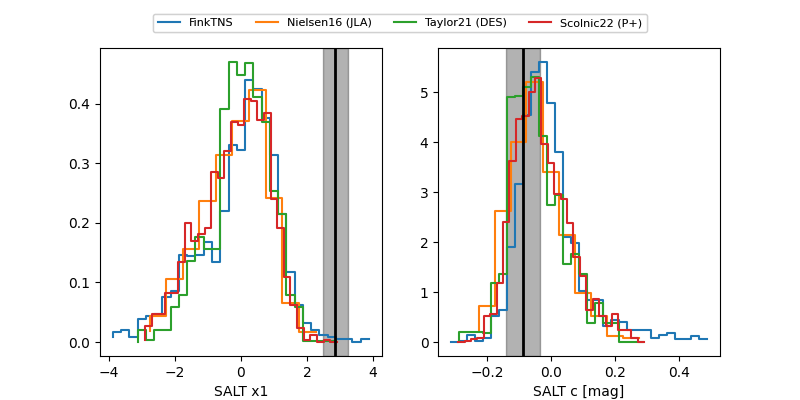 FinkTNS Nielsen16 (JLA) Taylor21 (DES) Scolnic22 (P+)
0.4
0.3
0.2
0.1
0.0
−4 −2 0 2 4
SALT x1
5
4
3
2
1
0
−0.2 0.0 0.2 0.4
SALT c [mag]